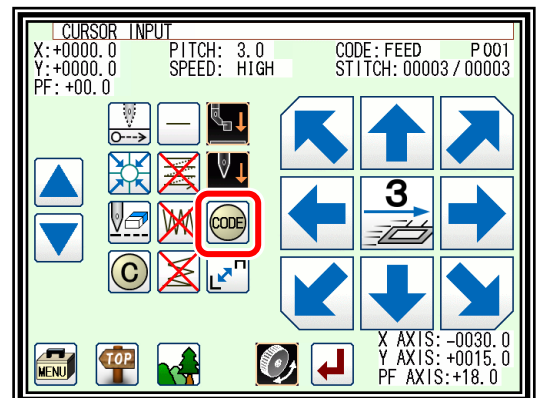 CURSOR INPUT
X:+0000.0 PITCH: 3.0 CODE:FEED P001
Y:+0000.0 SPEED: HIGH STITCH:00003/00003
PF:+00.0
CODE
3
C
MENU TOP
X AXIS:-0030.0
Y AXIS:+0015.0
PF AXIS:+18.0